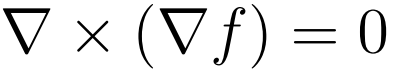 ∇ × (∇f) = 0